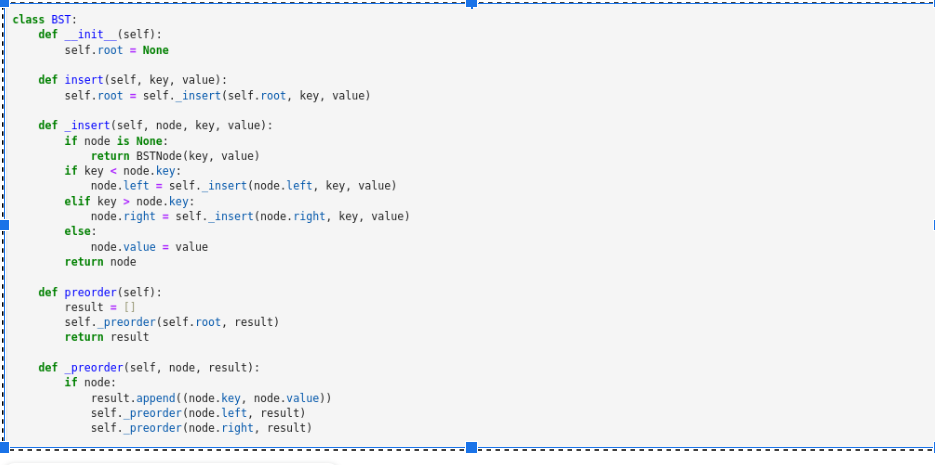 class BST:
    def __init__(self):
        self.root = None

    def insert(self, key, value):
        self.root = self._insert(self.root, key, value)

    def _insert(self, node, key, value):
        if node is None:
            return BSTNode(key, value)
        if key < node.key:
            node.left = self._insert(node.left, key, value)
        elif key > node.key:
            node.right = self._insert(node.right, key, value)
        else:
            node.value = value
        return node

    def preorder(self):
        result = []
        self._preorder(self.root, result)
        return result

    def _preorder(self, node, result):
        if node:
            result.append((node.key, node.value))
            self._preorder(node.left, result)
            self._preorder(node.right, result)